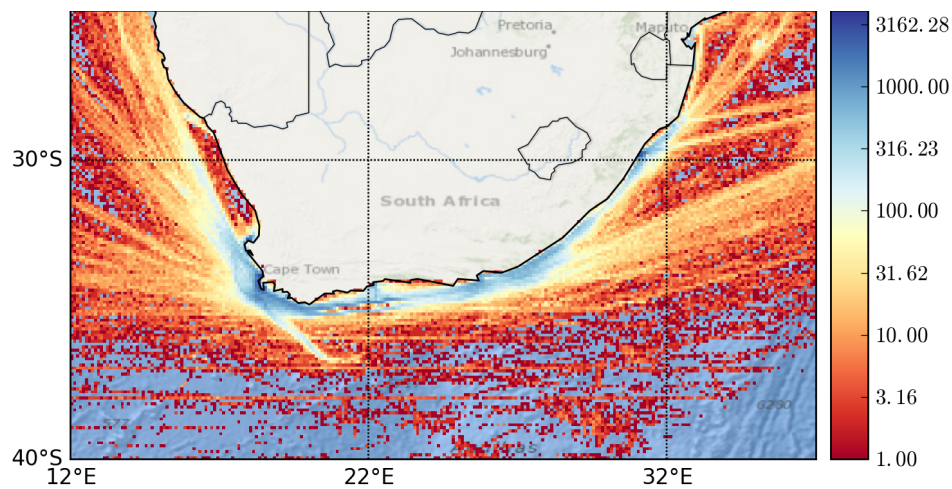 Pretoria
Maputo
Johannesburg
South Africa
Cape Town
30°S
40°S
12°E
22°E
32°E
3162.28
1000.00
316.23
100.00
31.62
10.00
3.16
1.00